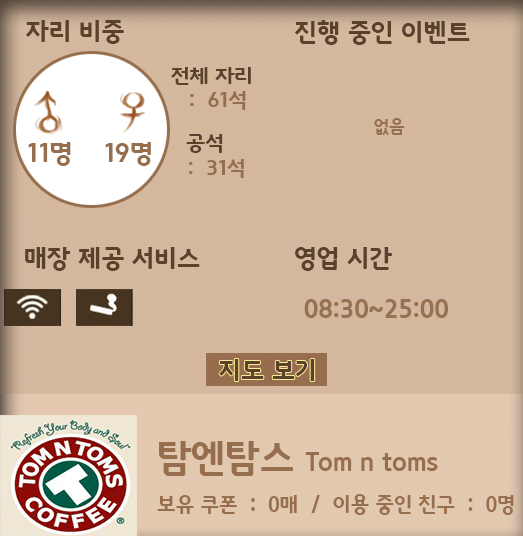 자리 비중
진행 중인 이벤트
전체 자리
: 61석
11명 19명
공석
: 31석
없음
매장 제공 서비스
영업 시간
08:30~25:00
지도 보기
"Refresh Your Body and Soul"
TOM N TOMS
T
COFFEE
®
탐앤탐스 Tom n toms
보유 쿠폰 : 0매 / 이용 중인 친구 : 0명